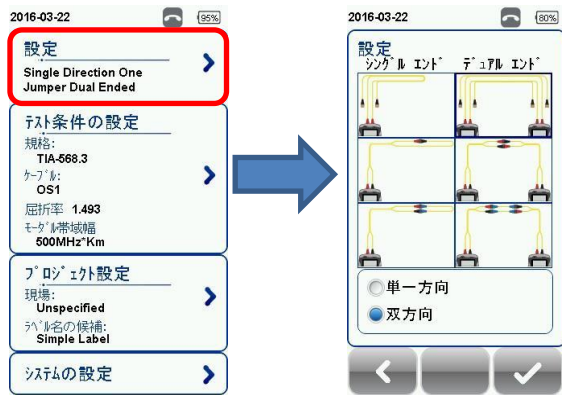 2016-03-22
95%
設定
Single Direction One
Jumper Dual Ended
ﾃｽﾄ条件の設定
規格:
TIA-568.3
ｹｰﾌﾞﾙ:
OS1
屈折率 1.493
ﾓｰﾀﾞﾙ帯域幅
500MHz*Km
ﾌﾟﾛｼﾞｪｸﾄ設定
現場:
Unspecified
ﾗﾍﾞﾙ名の候補:
Simple Label
ｼｽﾃﾑの設定
2016-03-22
80%
設定
ｼﾝｸﾞﾙ ｴﾝﾄﾞ ﾃﾞｭｱﾙ ｴﾝﾄﾞ
単一方向
双方向